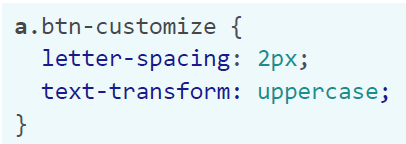 a.btn-customize {
  letter-spacing: 2px;
  text-transform: uppercase;
}